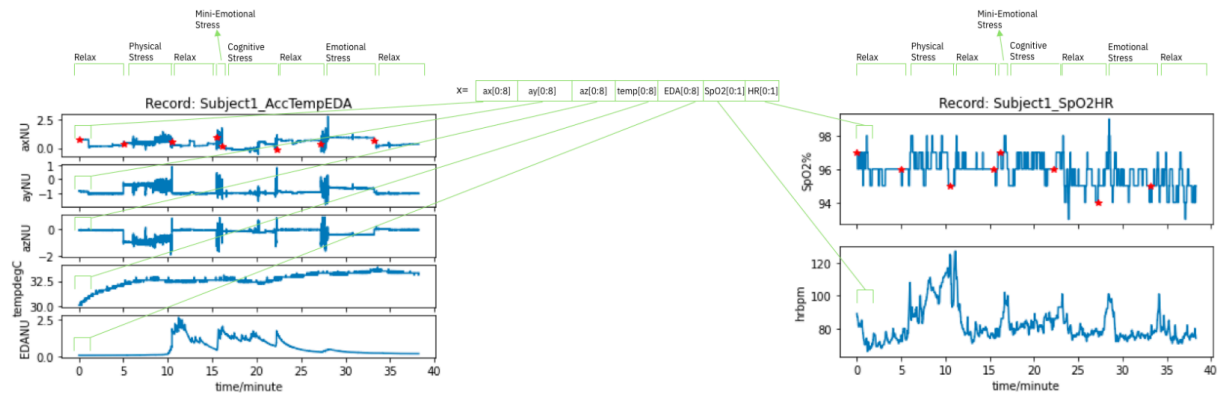 Mini-Emotional
Stress
Physical
Stress
Cognitive
Stress
Emotional
Stress
Relax
Relax
Relax
Relax
Record: Subject1_AccTempEDA
axNU
2.5
0.0
ayNU
1
0
−1
azNU
0
−2
tempdegC
32.5
30.0
EDANU
2.5
0.0
0 5 10 15 20 25 30 35 40
time/minute
x= ax[0:8] ay[0:8] az[0:8] temp[0:8] EDA[0:8] SpO2[0:1] HR[0:1]
Mini-Emotional
Stress
Physical
Stress
Cognitive
Stress
Emotional
Stress
Relax
Relax
Relax
Relax
Record: Subject1_SpO2HR
SpO2%
98
96
94
hrbpm
120
100
80
0 5 10 15 20 25 30 35 40
time/minute